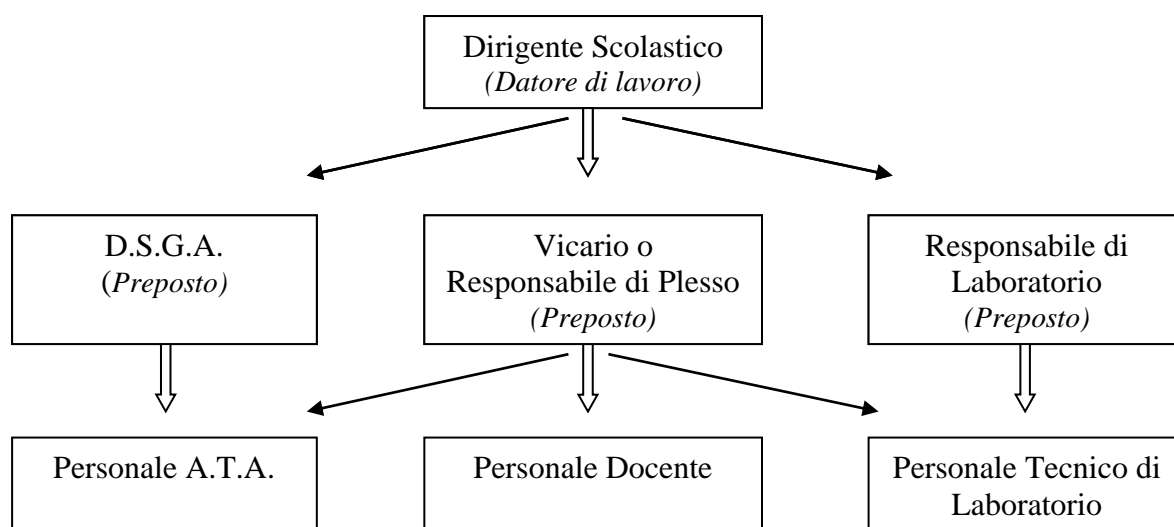 Dirigente Scolastico
(Datore di lavoro)
D.S.G.A.
(Preposto)
Vicario o
Responsabile di Plesso
(Preposto)
Responsabile di
Laboratorio
(Preposto)
Personale A.T.A.
Personale Docente
Personale Tecnico di
Laboratorio